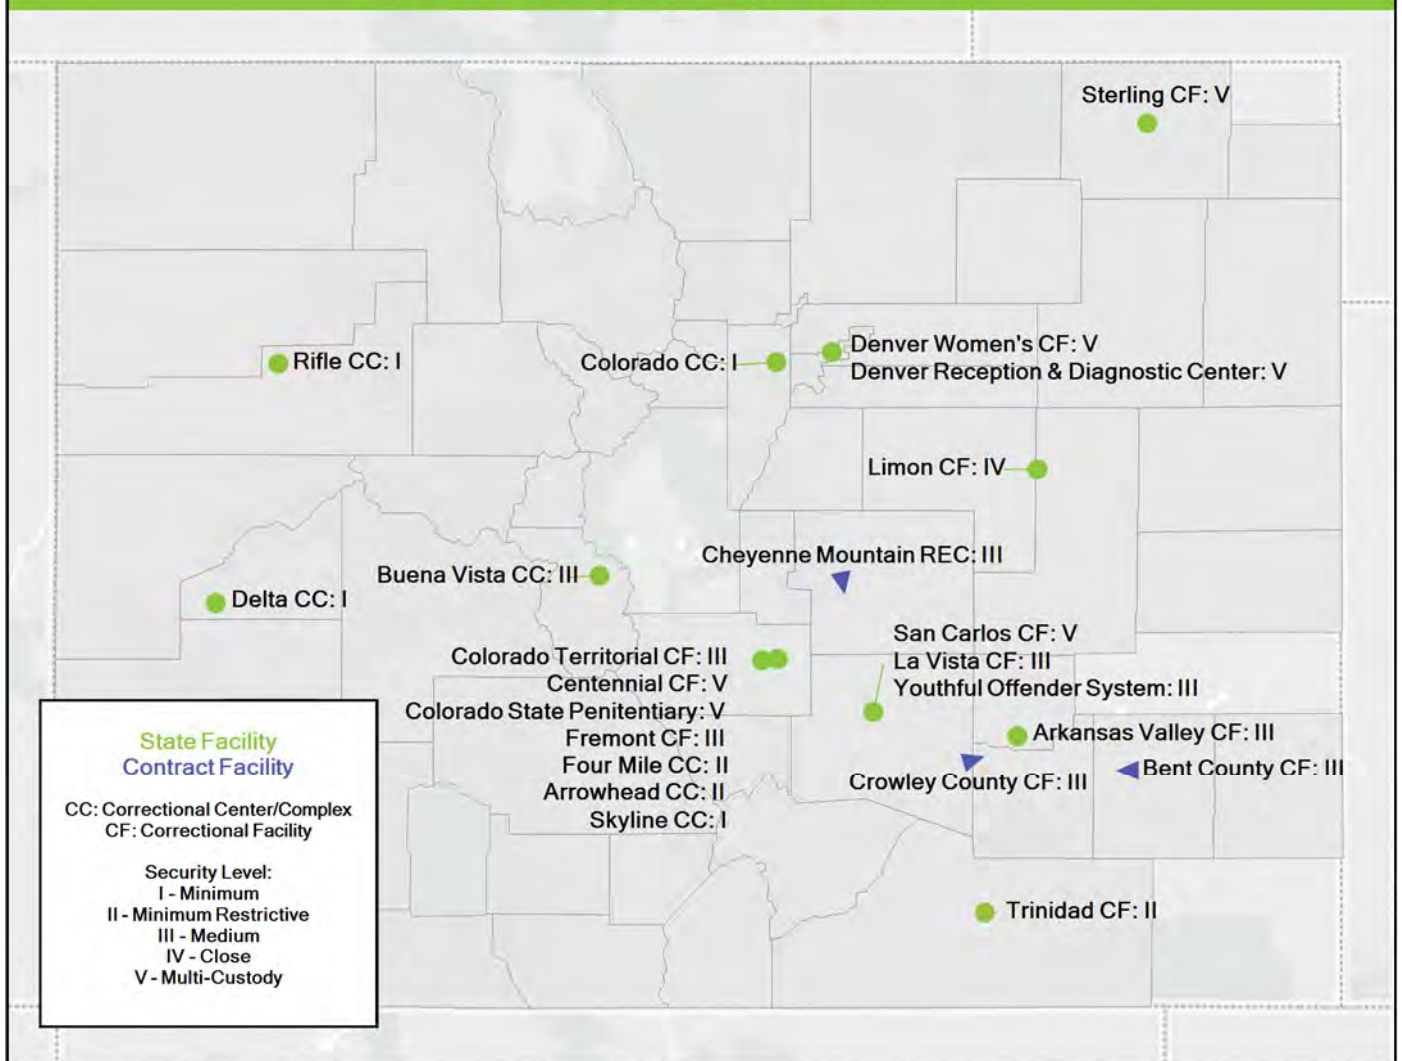 Sterling CF: V
Rifle CC: I
Colorado CC: I
Denver Women's CF: V
Denver Reception & Diagnostic Center: V
Limon CF: IV
Cheyenne Mountain REC: III
Buena Vista CC: III
Delta CC: I
San Carlos CF: V
La Vista CF: III
Youthful Offender System: III
Colorado Territorial CF: III
Centennial CF: V
Colorado State Penitentiary: V
Fremont CF: III
Four Mile CC: II
Arrowhead CC: II
Skyline CC: I
Arkansas Valley CF: III
Crowley County CF: III
Bent County CF: III
Trinidad CF: II
State Facility
Contract Facility
CC: Correctional Center/Complex
CF: Correctional Facility
Security Level:
I - Minimum
II - Minimum Restrictive
III - Medium
IV - Close
V - Multi-Custody